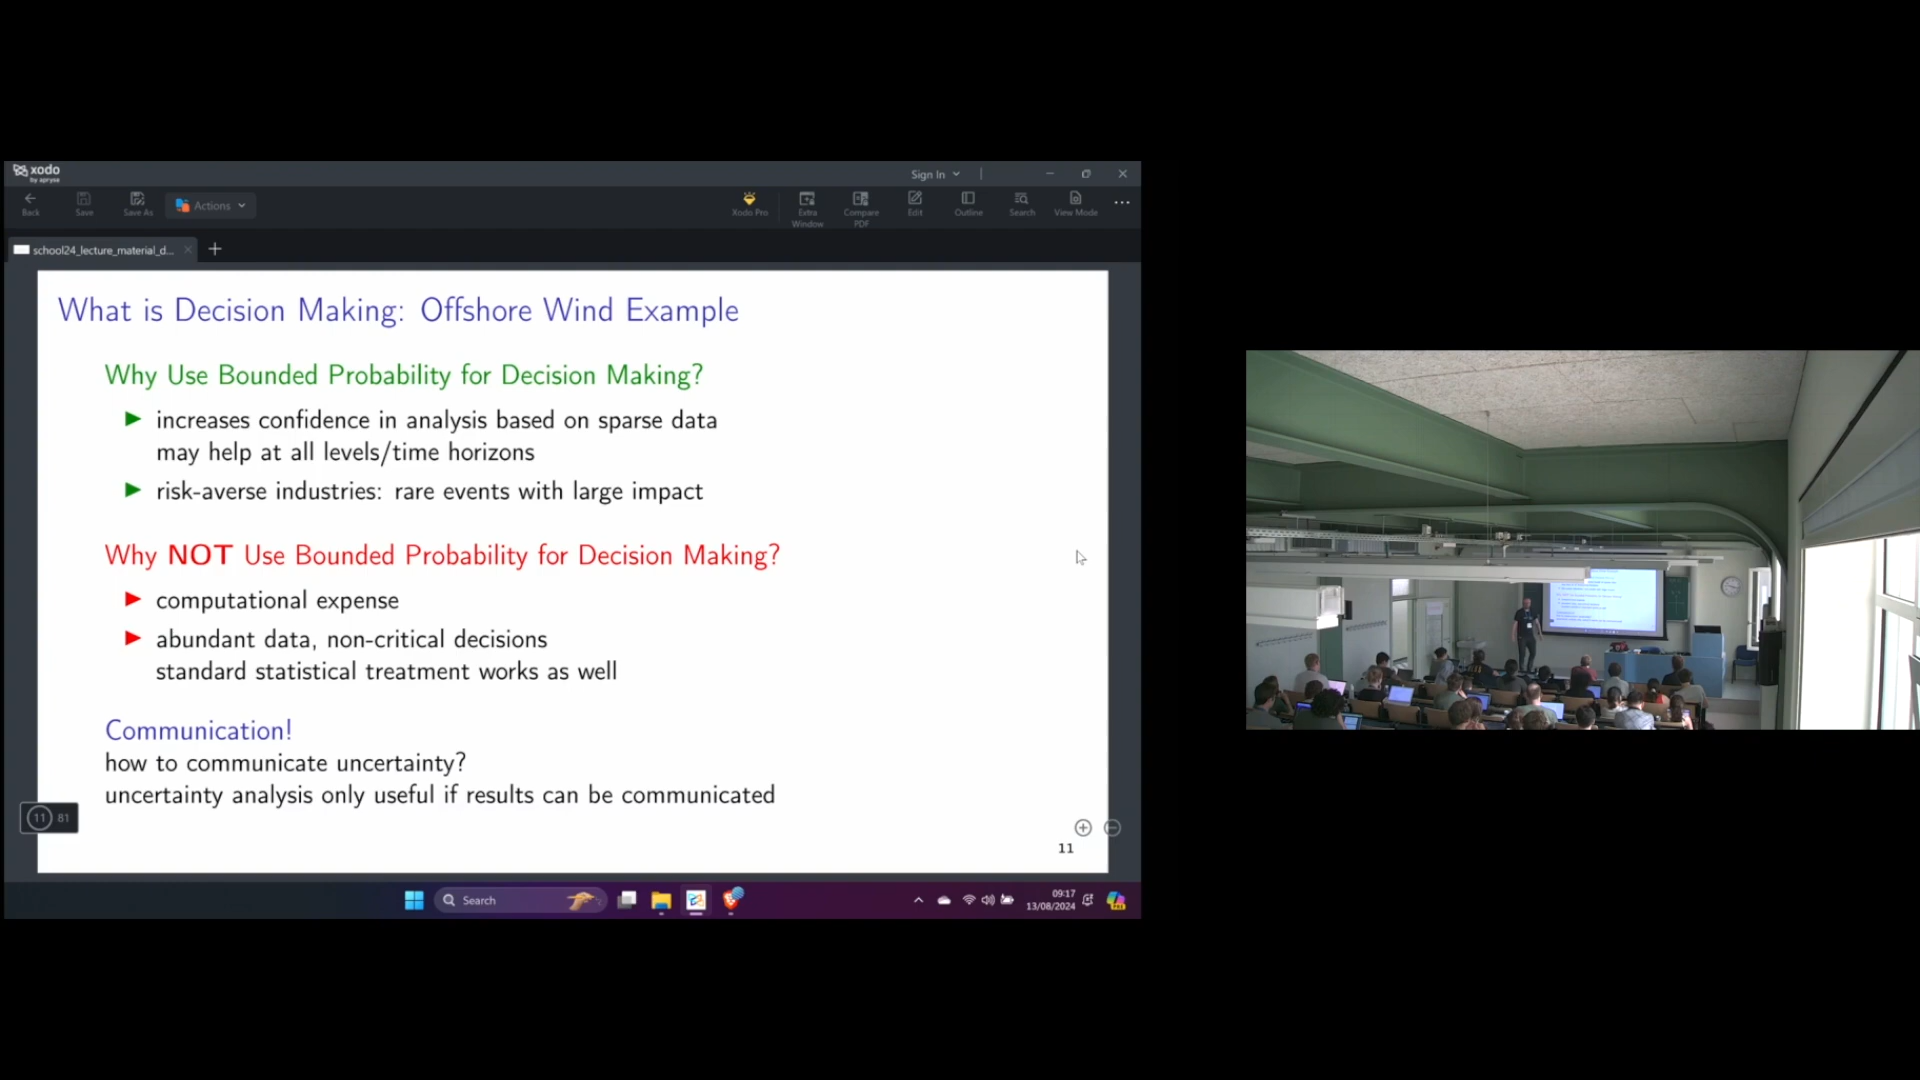 xodo
by apryse
Sign In
Back
Save
Save As
Actions
Xodo Pro
Extra Window
Compare PDF
Edit
Outline
Search
View Mode
school24_lecture_material_d...
What is Decision Making: Offshore Wind Example
Why Use Bounded Probability for Decision Making?
increases confidence in analysis based on sparse data
may help at all levels/time horizons
risk-averse industries: rare events with large impact
Why NOT Use Bounded Probability for Decision Making?
computational expense
abundant data, non-critical decisions
standard statistical treatment works as well
Communication!
how to communicate uncertainty?
uncertainty analysis only useful if results can be communicated
11 81
11
Search
09:17
13/08/2024